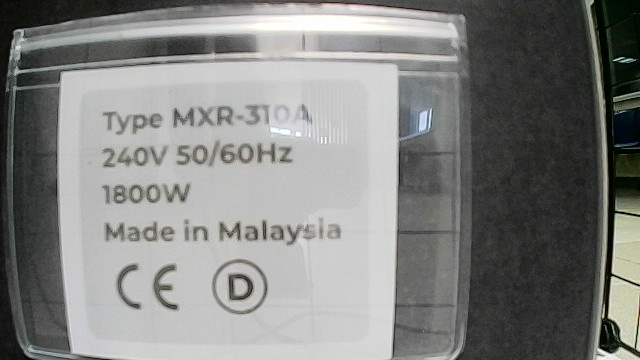 Type MXR-310A
240V 50/60Hz
1800W
Made in Malaysia
CE D